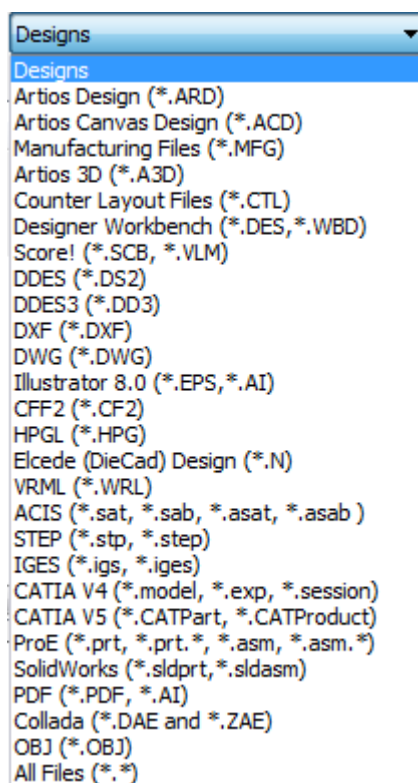 Designs
Designs
Artios Design (*.ARD)
Artios Canvas Design (*.ACD)
Manufacturing Files (*.MFG)
Artios 3D (*.A3D)
Counter Layout Files (*.CTL)
Designer Workbench (*.DES,*.WBD)
Score! (*.SCB, *.VLM)
DDES (*.DS2)
DDES3 (*.DD3)
DXF (*.DXF)
DWG (*.DWG)
Illustrator 8.0 (*.EPS,*.AI)
CFF2 (*.CF2)
HPGL (*.HPG)
Elcede (DieCad) Design (*.N)
VRML (*.WRL)
ACIS (*.sat, *.sab, *.asat, *.asab )
STEP (*.stp, *.step)
IGES (*.igs, *.iges)
CATIA V4 (*.model, *.exp, *.session)
CATIA V5 (*.CATPart, *.CATProduct)
ProE (*.prt, *.prt.*, *.asm, *.asm.*)
SolidWorks (*.sldprt,*.sldasm)
PDF (*.PDF, *.AI)
Collada (*.DAE and *.ZAE)
OBJ (*.OBJ)
All Files (*.*)